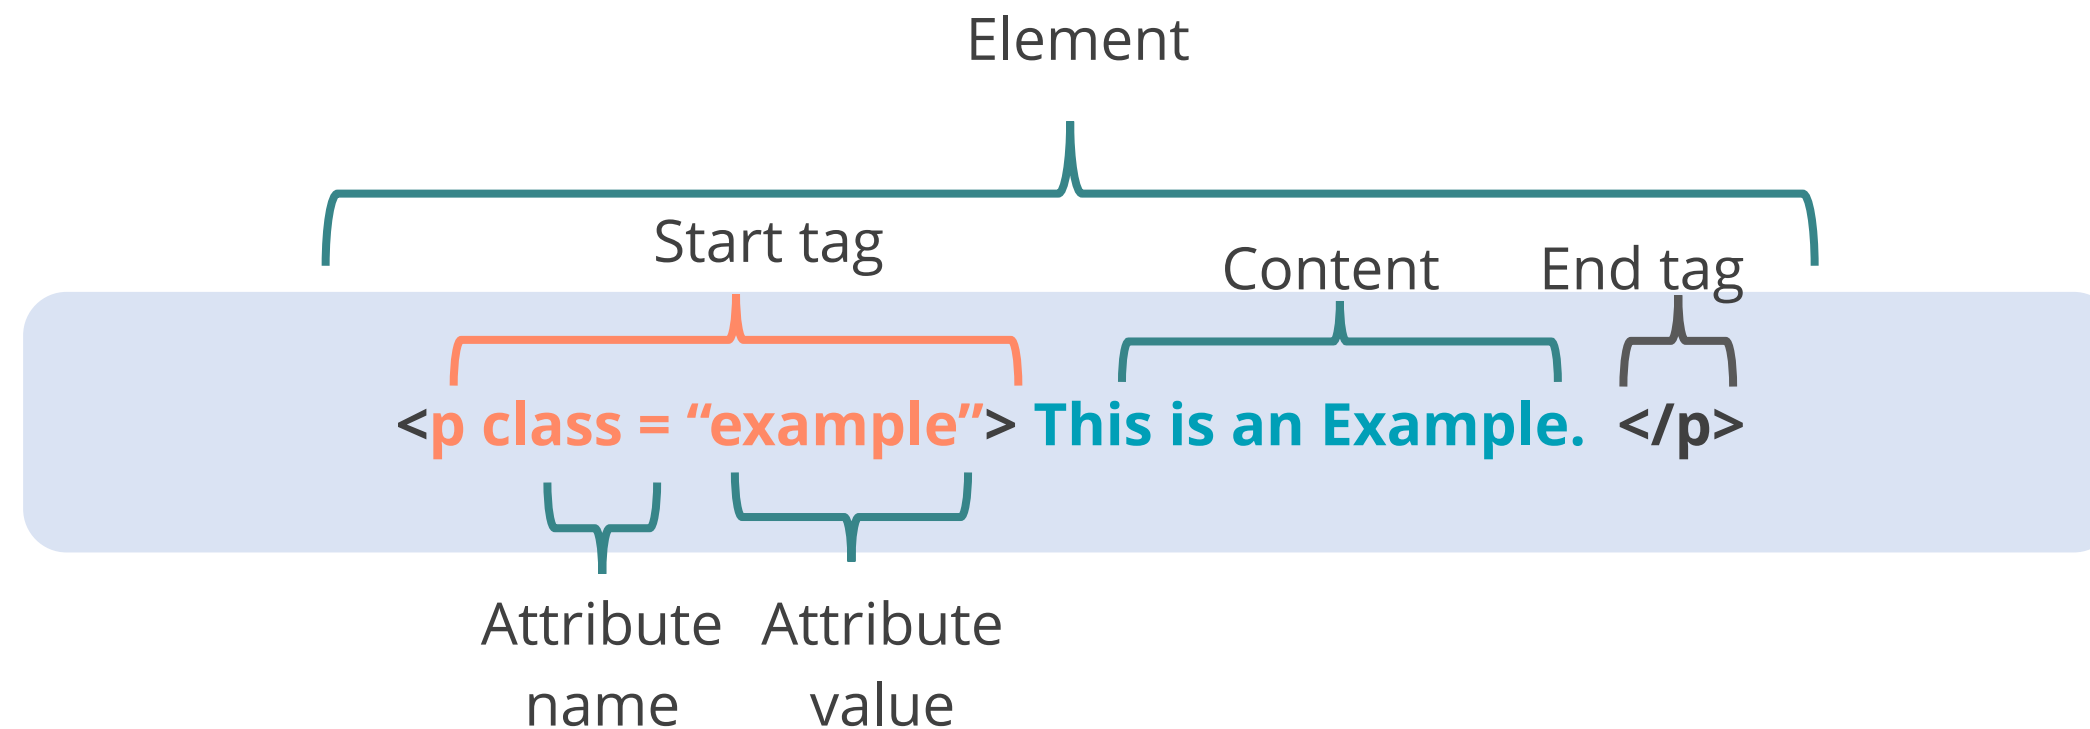 Element
Start tag
Content
End tag
<p class = “example”> This is an Example. </p>
Attribute name
Attribute value